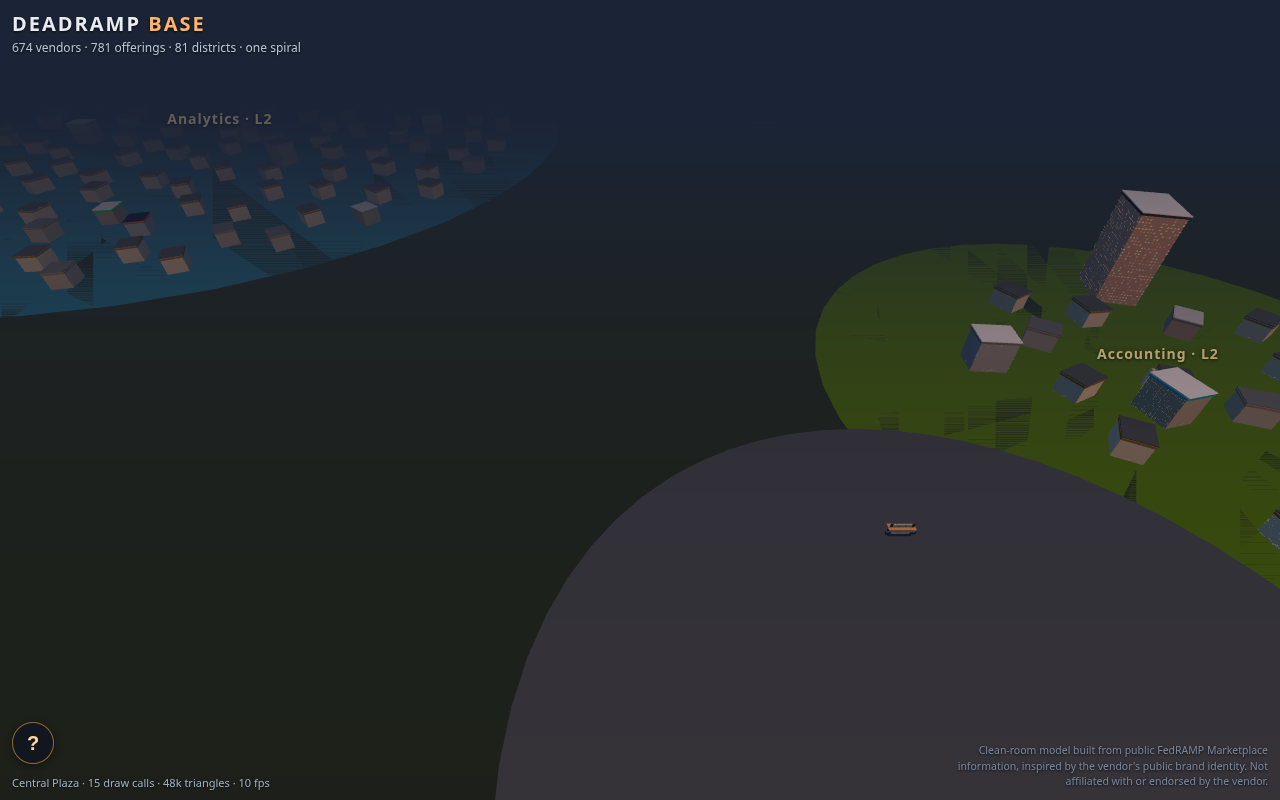 DEADRAMP BASE
674 vendors · 781 offerings · 81 districts · one spiral
Analytics · L2
Accounting · L2
?
Central Plaza · 15 draw calls · 48k triangles · 10 fps
Clean-room model built from public FedRAMP Marketplace
information, inspired by the vendor's public brand identity. Not
affiliated with or endorsed by the vendor.